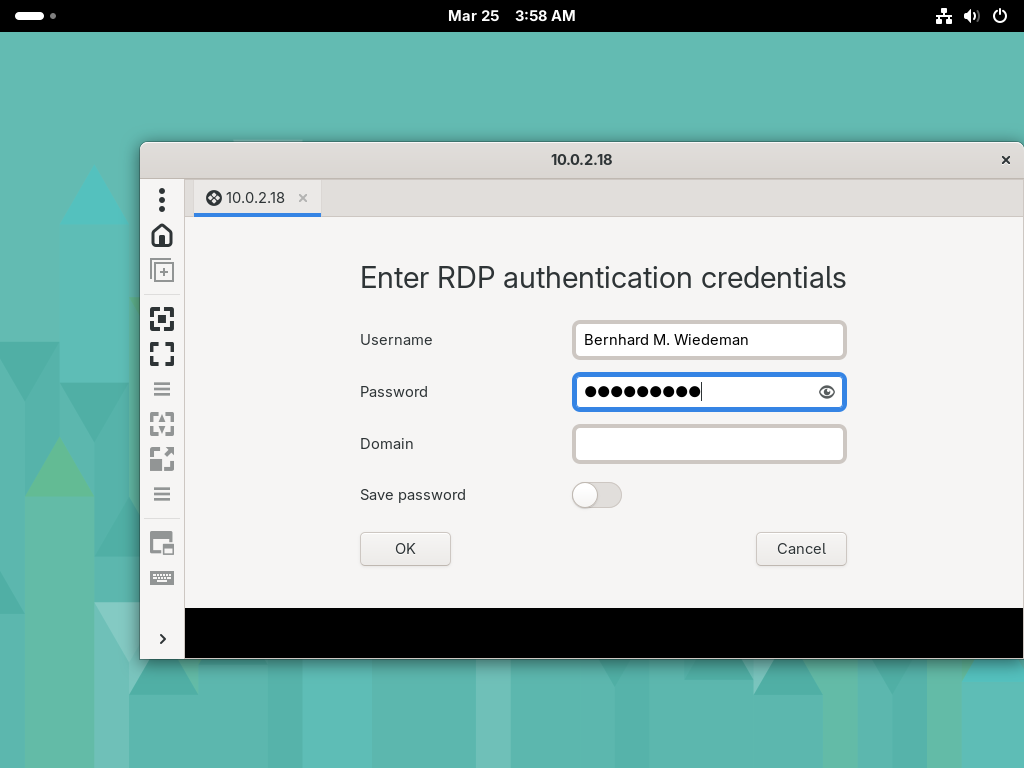 Mar 25 3:58 AM
10.0.2.18
10.0.2.18
Enter RDP authentication credentials
Username Bernhard M. Wiedeman
Password ●●●●●●●●●
Domain
Save password
OK Cancel